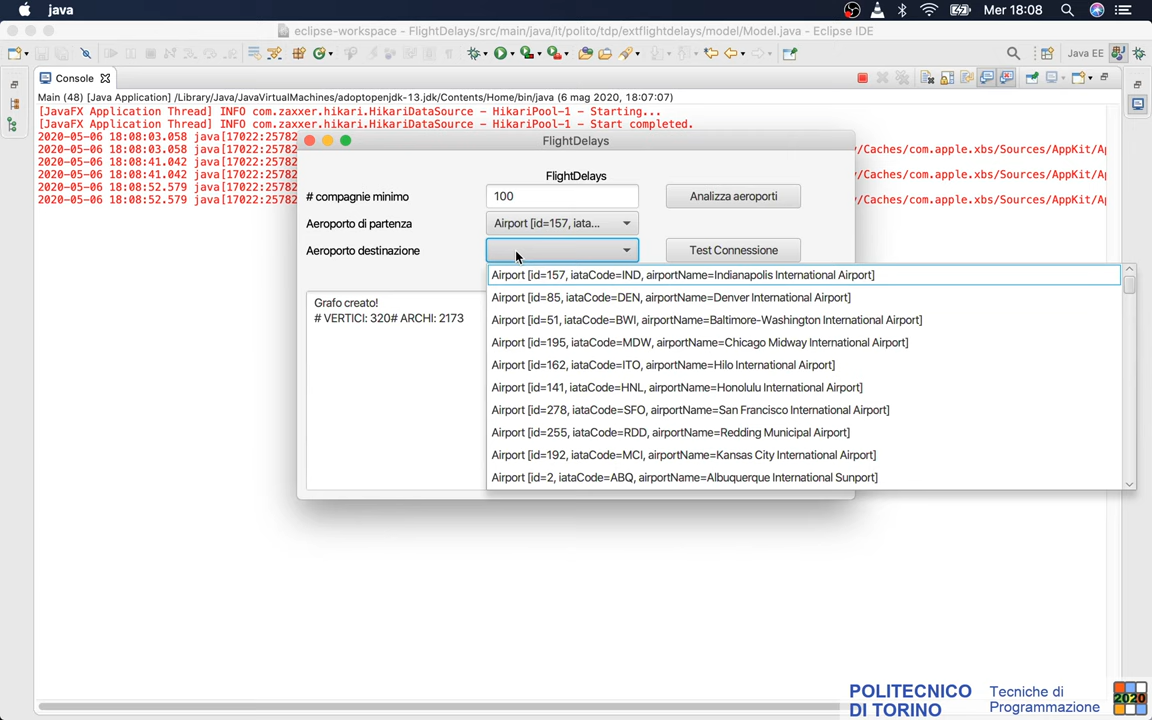 java
Mer 18:08
eclipse-workspace - FlightDelays/src/main/java/it/polito/tdp/extflightdelays/model/Model.java - Eclipse IDE
Java EE
Console
Main (48) [Java Application] /Library/Java/JavaVirtualMachines/adoptopenjdk-13.jdk/Contents/Home/bin/java (6 mag 2020, 18:07:07)
[JavaFX Application Thread] INFO com.zaxxer.hikari.HikariDataSource - HikariPool-1 - Starting...
[JavaFX Application Thread] INFO com.zaxxer.hikari.HikariDataSource - HikariPool-1 - Start completed.
2020-05-06 18:08:03.058 java[17022:25782
2020-05-06 18:08:03.058 java[17022:25782 /Caches/com.apple.xbs/Sources/AppKit/A
2020-05-06 18:08:41.042 java[17022:25782
2020-05-06 18:08:41.042 java[17022:25782 /Caches/com.apple.xbs/Sources/AppKit/A
2020-05-06 18:08:52.579 java[17022:25782
2020-05-06 18:08:52.579 java[17022:25782 /Caches/com.apple.xbs/Sources/AppKit/A
FlightDelays
FlightDelays
# compagnie minimo 100 Analizza aeroporti
Aeroporto di partenza Airport [id=157, iata...
Aeroporto destinazione Test Connessione
Grafo creato!
# VERTICI: 320# ARCHI: 2173
Airport [id=157, iataCode=IND, airportName=Indianapolis International Airport]
Airport [id=85, iataCode=DEN, airportName=Denver International Airport]
Airport [id=51, iataCode=BWI, airportName=Baltimore-Washington International Airport]
Airport [id=195, iataCode=MDW, airportName=Chicago Midway International Airport]
Airport [id=162, iataCode=ITO, airportName=Hilo International Airport]
Airport [id=141, iataCode=HNL, airportName=Honolulu International Airport]
Airport [id=278, iataCode=SFO, airportName=San Francisco International Airport]
Airport [id=255, iataCode=RDD, airportName=Redding Municipal Airport]
Airport [id=192, iataCode=MCI, airportName=Kansas City International Airport]
Airport [id=2, iataCode=ABQ, airportName=Albuquerque International Sunport]
POLITECNICO
DI TORINO
Tecniche di
Programmazione
2020